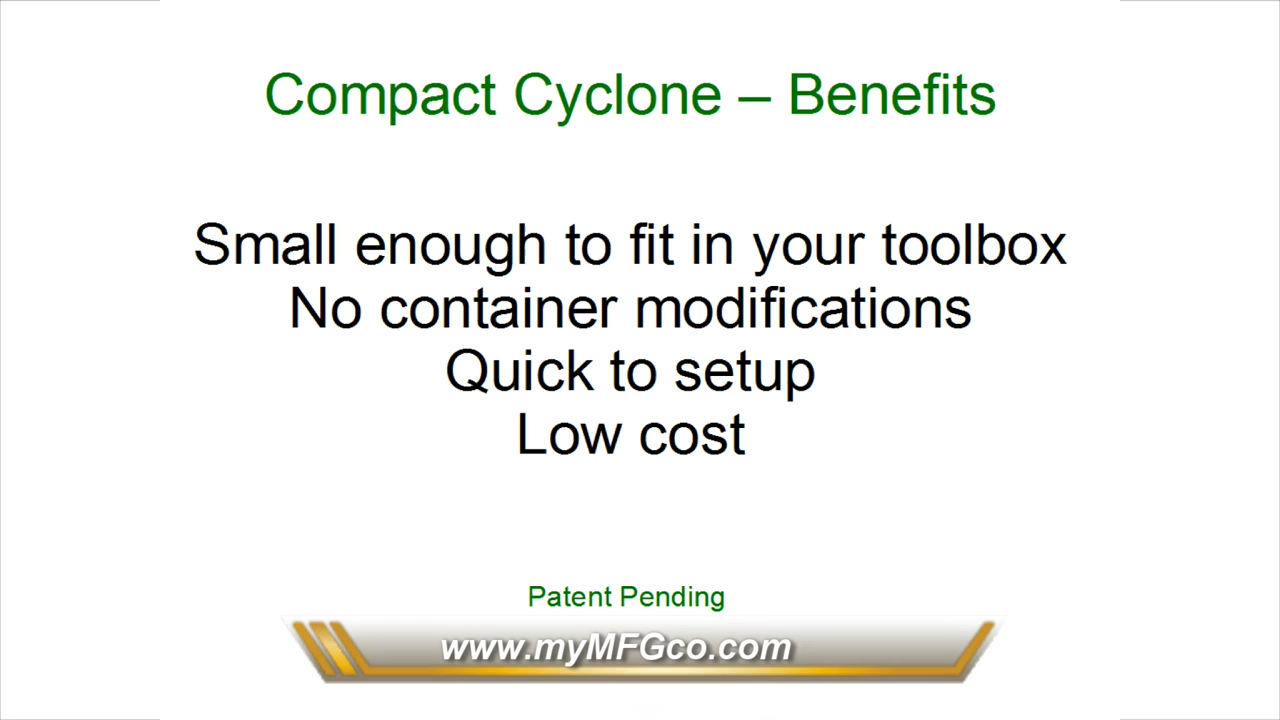 Compact Cyclone – Benefits
Small enough to fit in your toolbox
No container modifications
Quick to setup
Low cost
Patent Pending
www.myMFGco.com